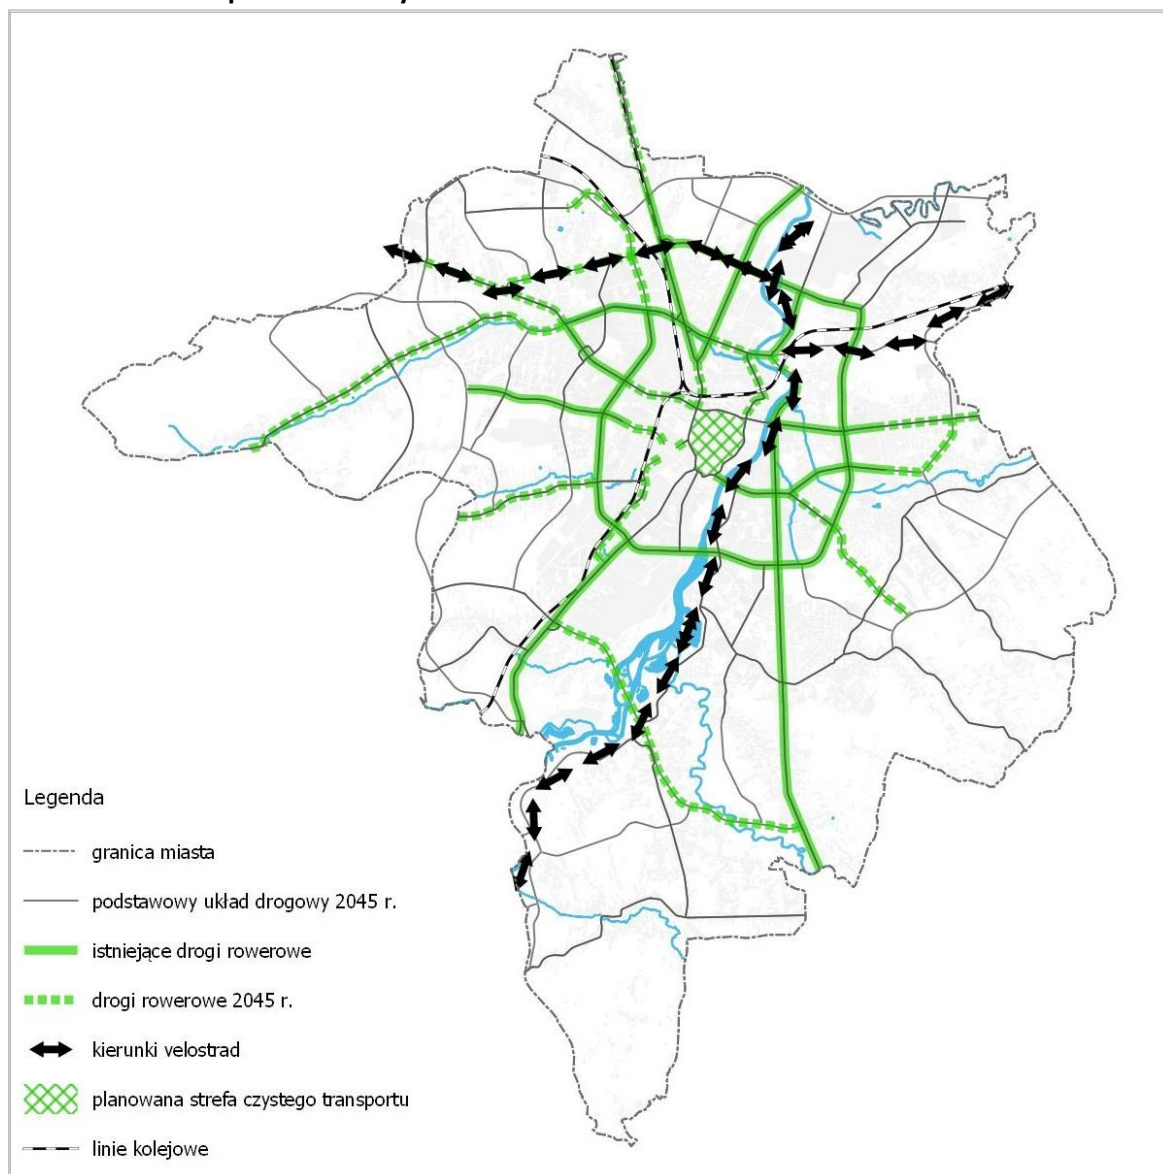 Legenda
granica miasta
podstawowy układ drogowy 2045 r.
istniejące drogi rowerowe
drogi rowerowe 2045 r.
kierunki velostrad
planowana strefa czystego transportu
linie kolejowe